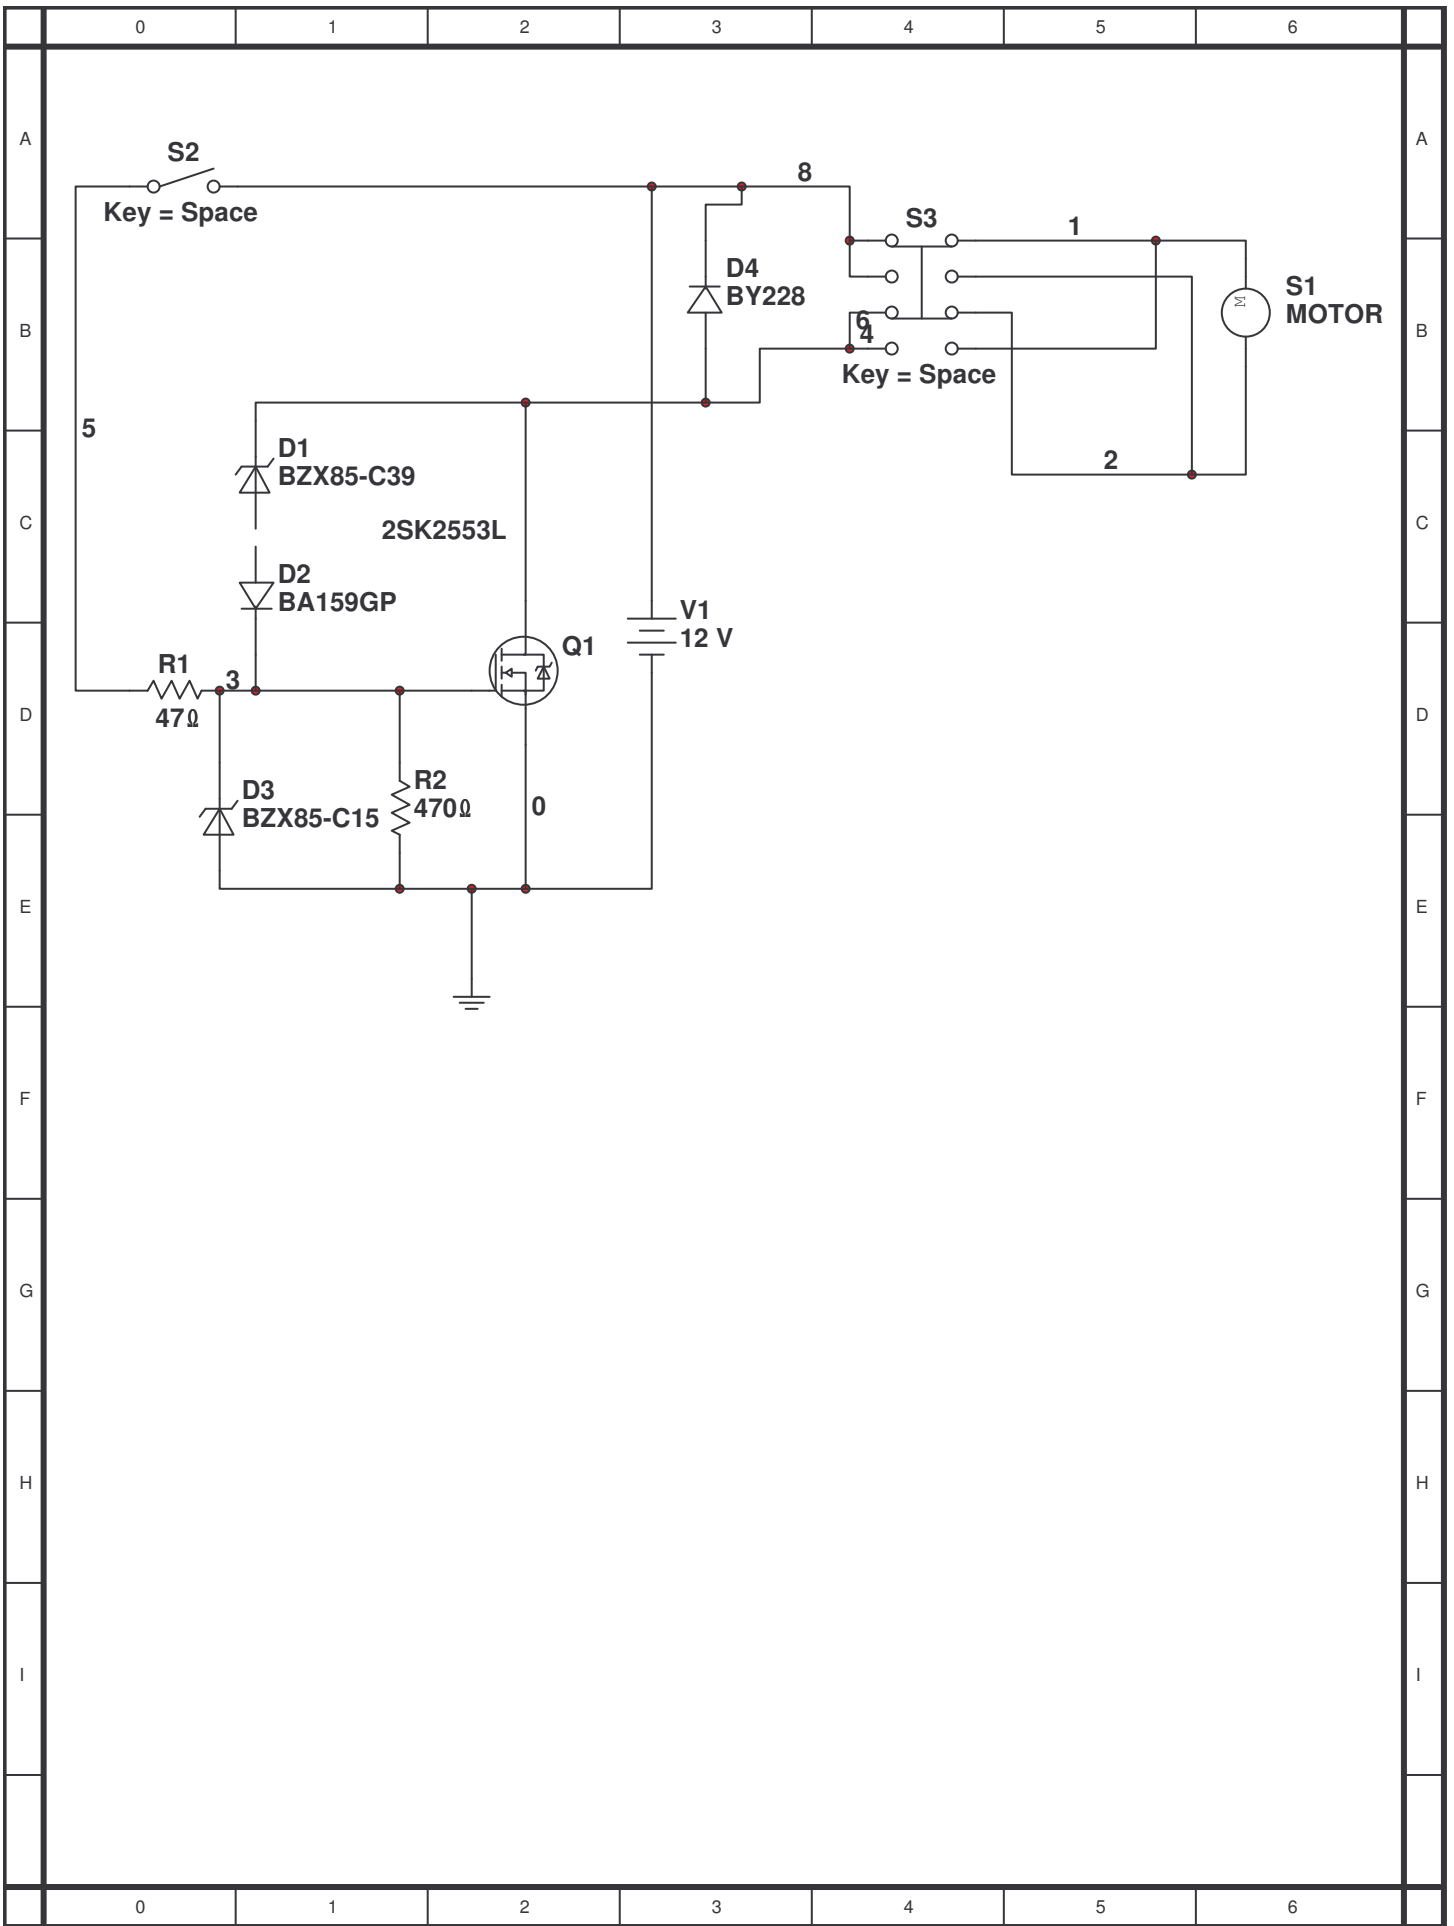 0 1 2 3 4 5 6
A A
S2
Key = Space
8
S3
1
D4
BY228
S1
MOTOR
M
B B
6
4
Key = Space
5
D1
BZX85-C39
2
C C
2SK2553L
D2
BA159GP
V1
12 V
Q1
R1
3
47Ω
D D
D3
BZX85-C15
R2
470Ω
0
E E
F F
G G
H H
I I
0 1 2 3 4 5 6